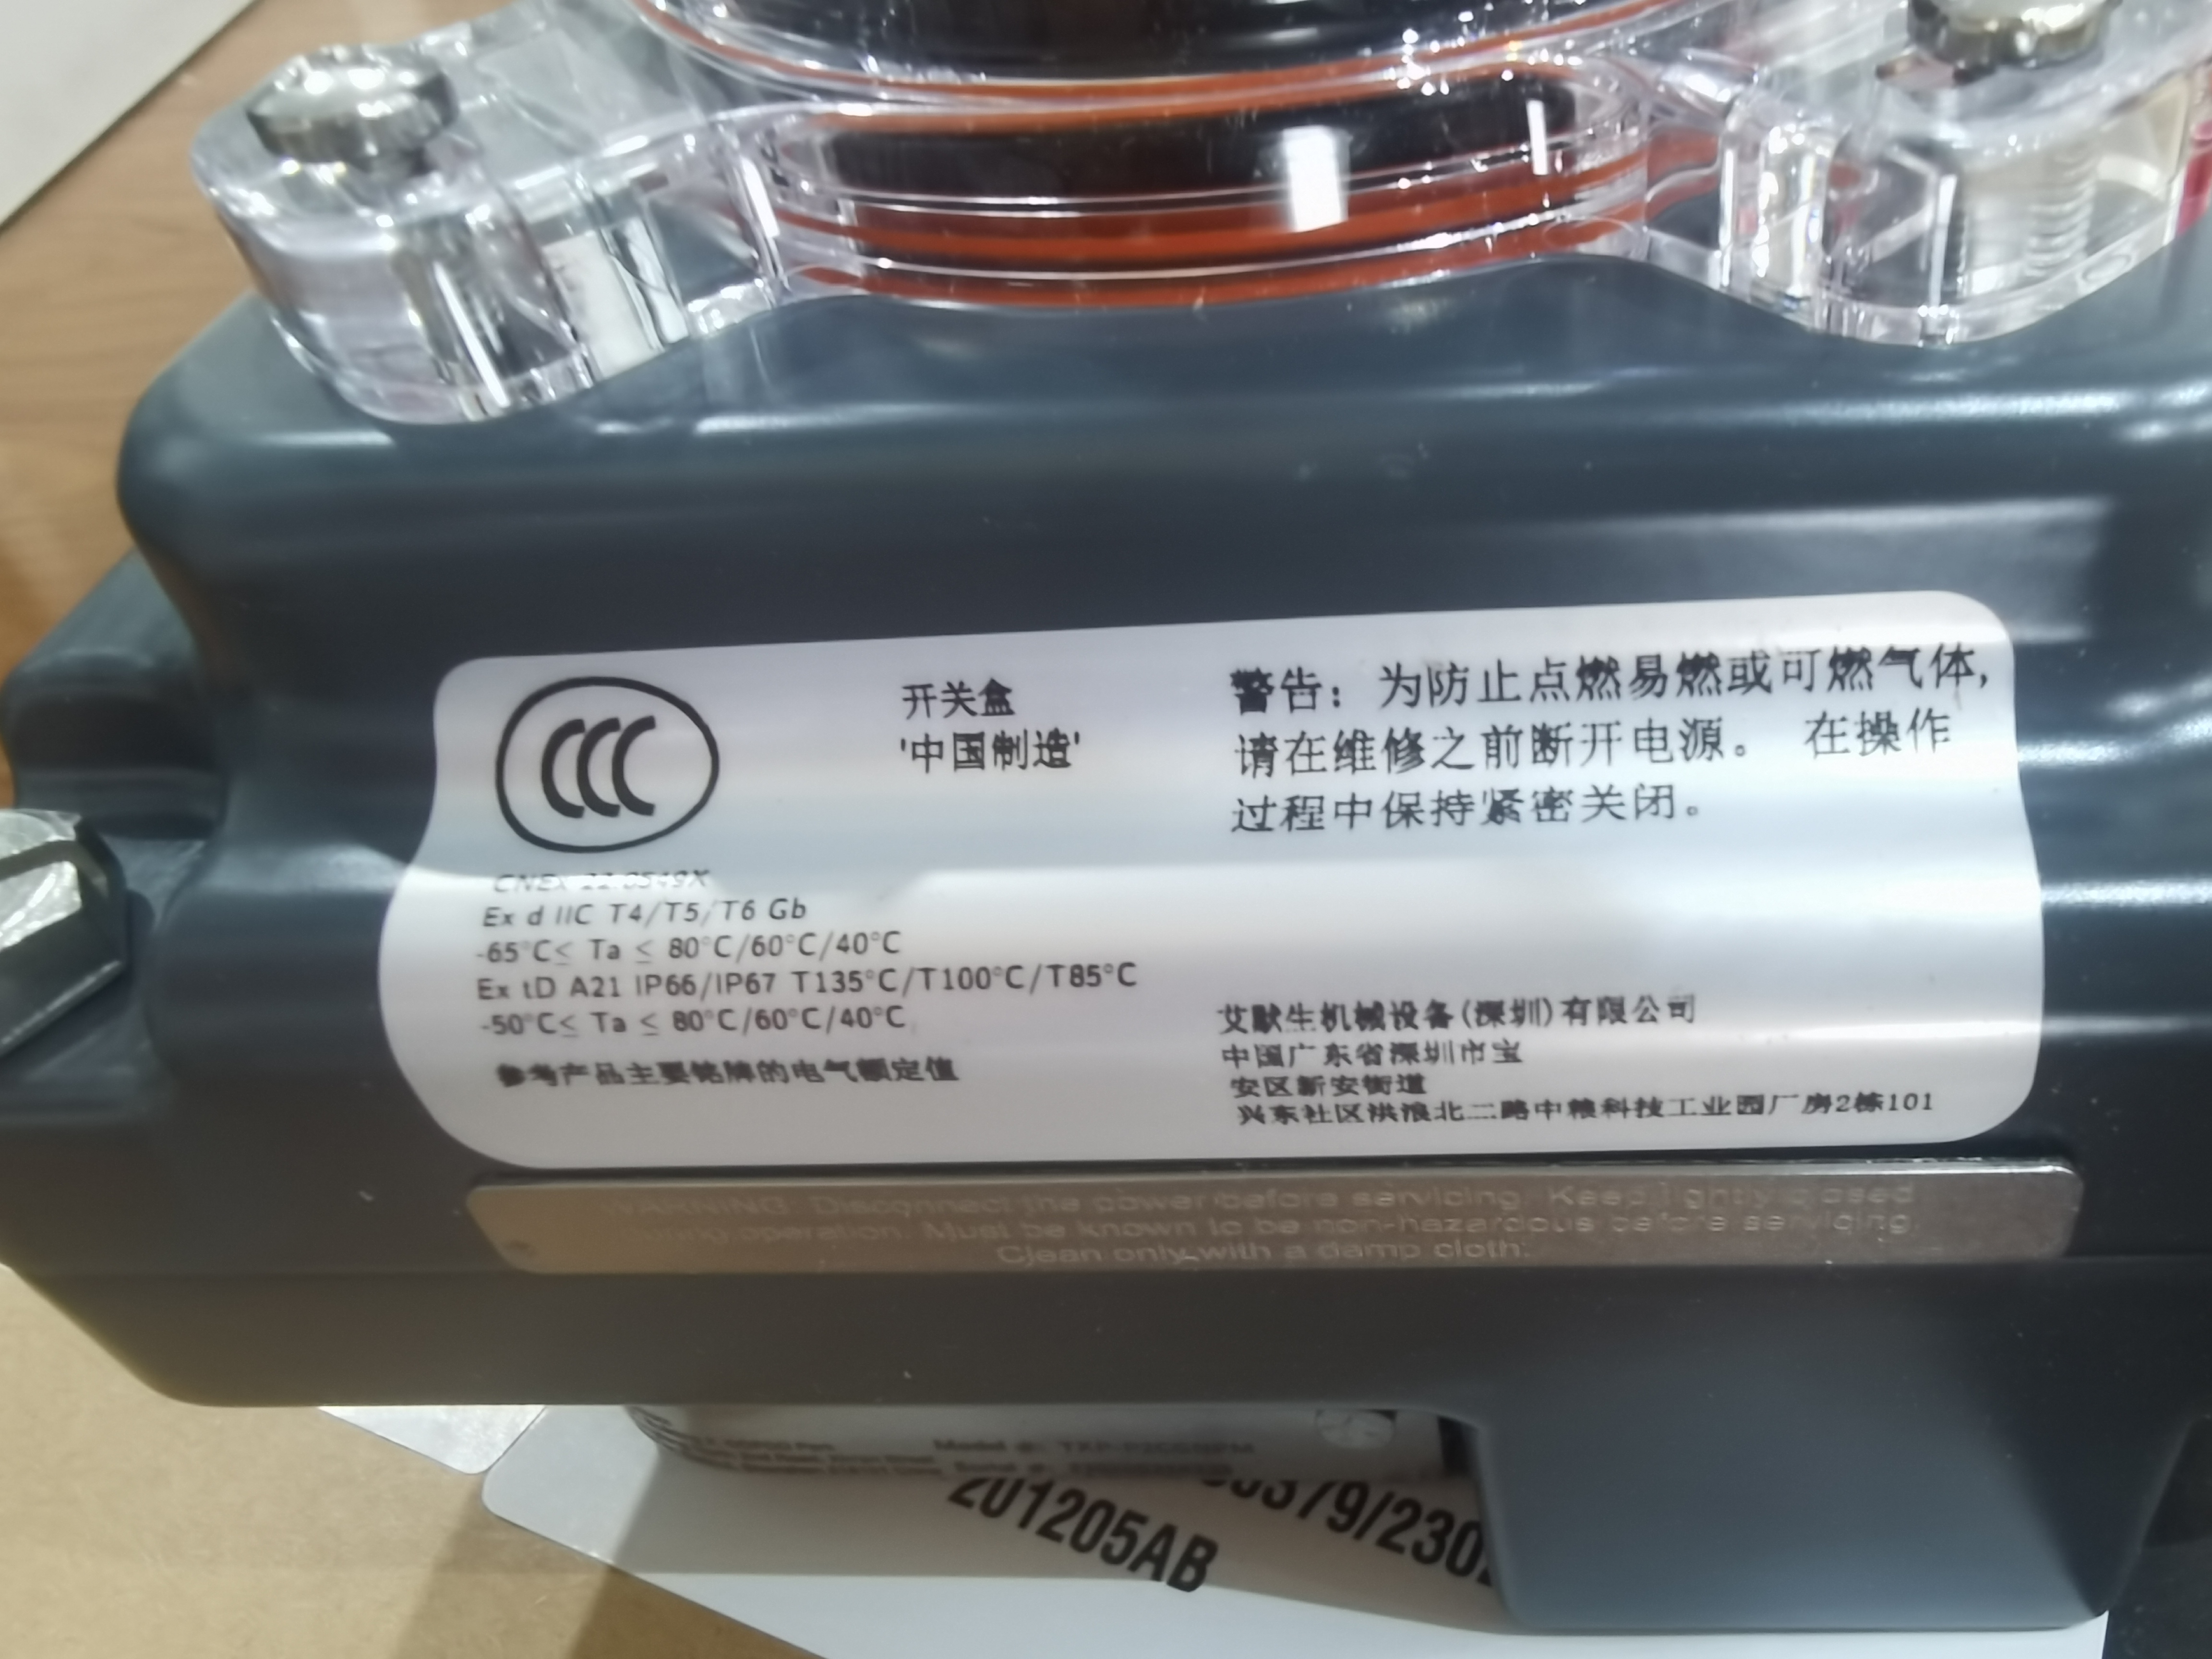 CCC
开关盒
'中国制造'
警告：为防止点燃易燃或可燃气体,
请在维修之前断开电源。 在操作
过程中保持紧密关闭。
CNEX
Ex d IIC T4/T5/T6 Gb
-65°C≤ Ta ≤ 80°C/60°C/40°C
Ex tD A21 IP66/IP67 T135°C/T100°C/T85°C
-50°C≤ Ta ≤ 80°C/60°C/40°C
参考产品主要铭牌的电气额定值
艾默生机械设备(深圳)有限公司
中国广东省深圳市宝
安区新安街道
兴东社区洪浪北二路中粮科技工业园厂房2栋101
WARNING: Disconnect the power before servicing. Keep tightly closed
during operation. Must be known to be non-hazardous before servicing.
Clean only with a damp cloth.
Model #:
Serial #:
201205AB